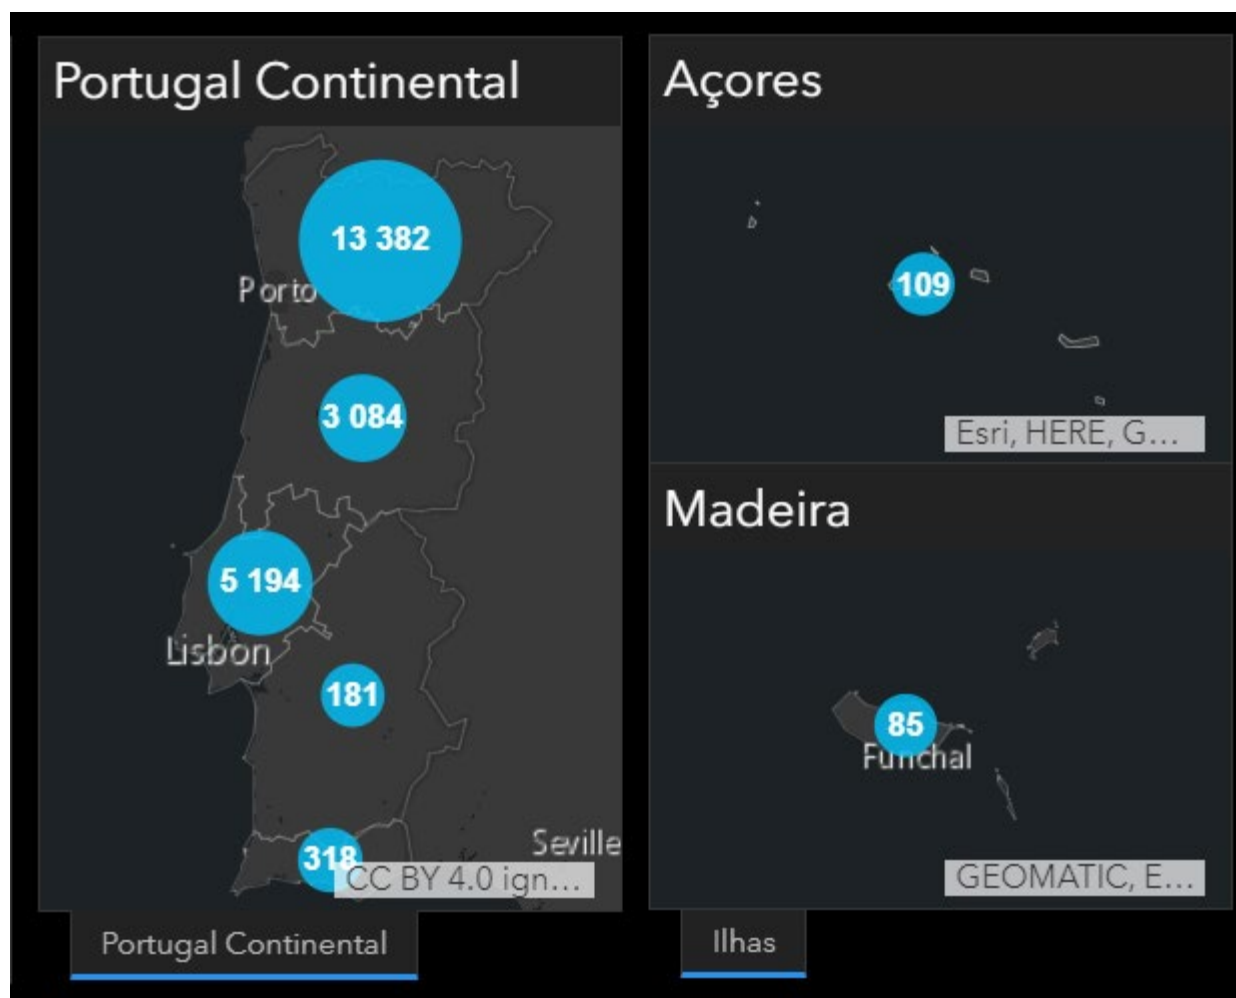 Portugal Continental
13 382
Porto
3 084
5 194
Lisbon
181
Seville
318
CC BY 4.0 ign...
Portugal Continental
Açores
109
Esri, HERE, G...
Madeira
85
Funchal
GEOMATIC, E...
Ilhas